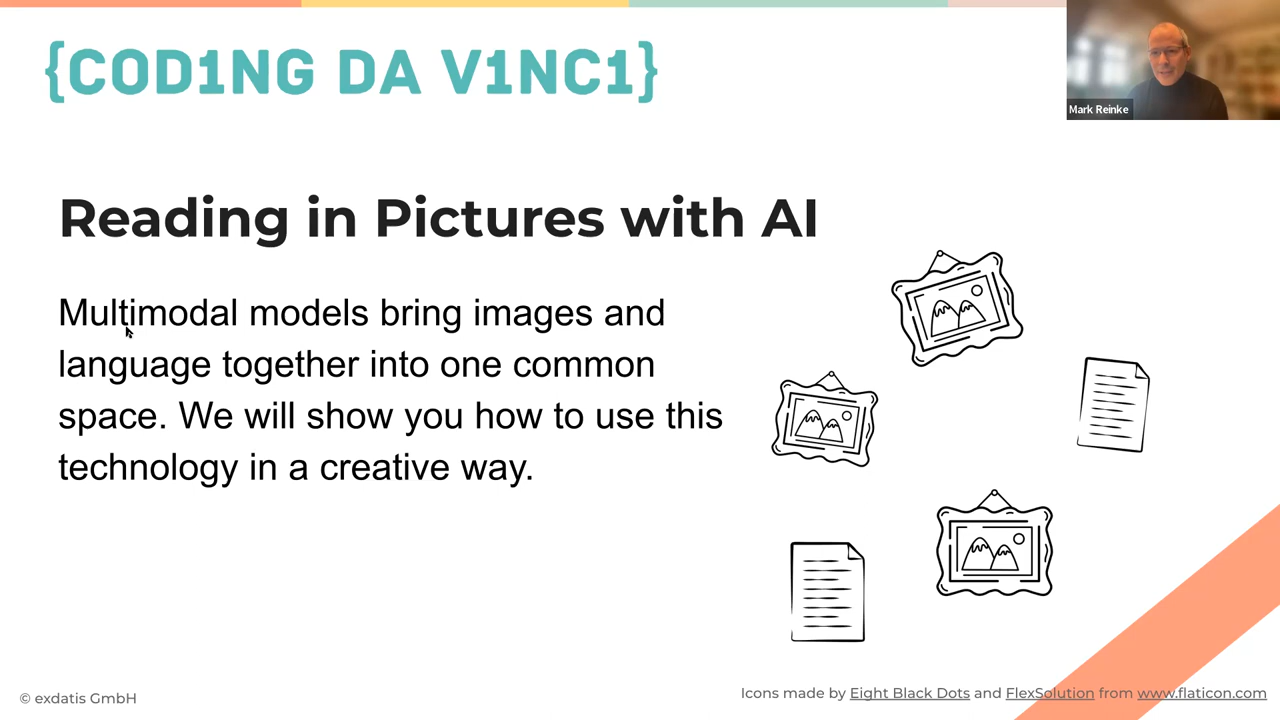 {COD1NG DA V1NC1}
Mark Reinke
Reading in Pictures with AI
Multimodal models bring images and
language together into one common
space. We will show you how to use this
technology in a creative way.
© exdatis GmbH
Icons made by Eight Black Dots and FlexSolution from www.flaticon.com